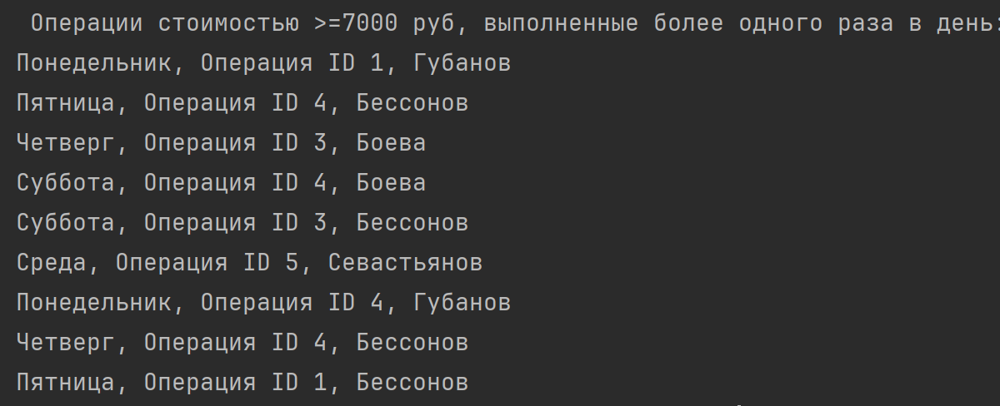 Операции стоимостью >=7000 руб, выполненные более одного раза в день:
Понедельник, Операция ID 1, Губанов
Пятница, Операция ID 4, Бессонов
Четверг, Операция ID 3, Боева
Суббота, Операция ID 4, Боева
Суббота, Операция ID 3, Бессонов
Среда, Операция ID 5, Севастьянов
Понедельник, Операция ID 4, Губанов
Четверг, Операция ID 4, Бессонов
Пятница, Операция ID 1, Бессонов